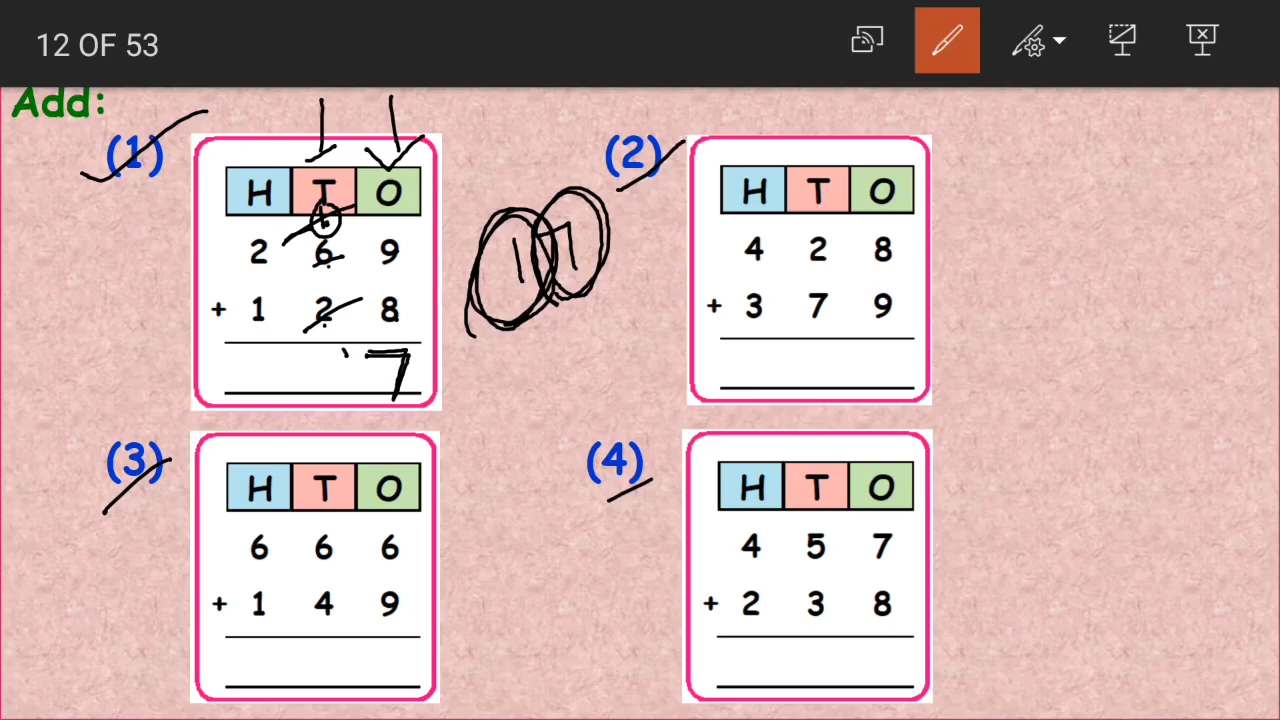 12 OF 53
Add:
(1)
H T O
1
2 6 9
+ 1 2 8
7
17
(2)
H T O
4 2 8
+ 3 7 9
(3)
H T O
6 6 6
+ 1 4 9
(4)
H T O
4 5 7
+ 2 3 8